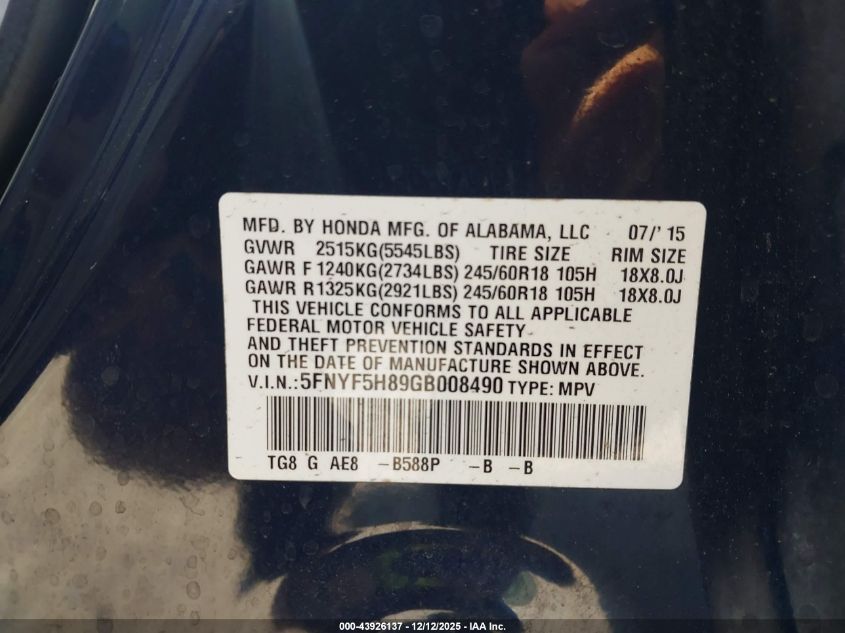 MFD. BY HONDA MFG. OF ALABAMA, LLC 07/'15
GVWR 2515KG(5545LBS) TIRE SIZE RIM SIZE
GAWR F 1240KG(2734LBS) 245/60R18 105H 18X8.0J
GAWR R 1325KG(2921LBS) 245/60R18 105H 18X8.0J
THIS VEHICLE CONFORMS TO ALL APPLICABLE
FEDERAL MOTOR VEHICLE SAFETY
AND THEFT PREVENTION STANDARDS IN EFFECT
ON THE DATE OF MANUFACTURE SHOWN ABOVE.
V.I.N.:5FNYF5H89GB008490 TYPE: MPV
TG8 G AE8 -B588P -B -B
000-43926137 - 12/12/2025 - IAA Inc.